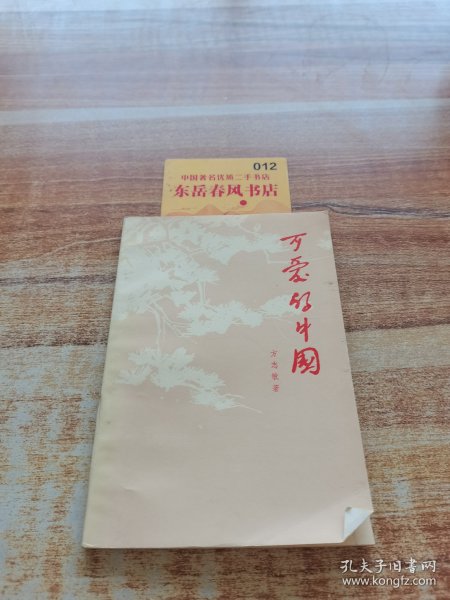 012
中国著名优质二手书店
东岳春风书店
可爱的中國
方志敏著
孔夫子旧书网
www.kongfz.com